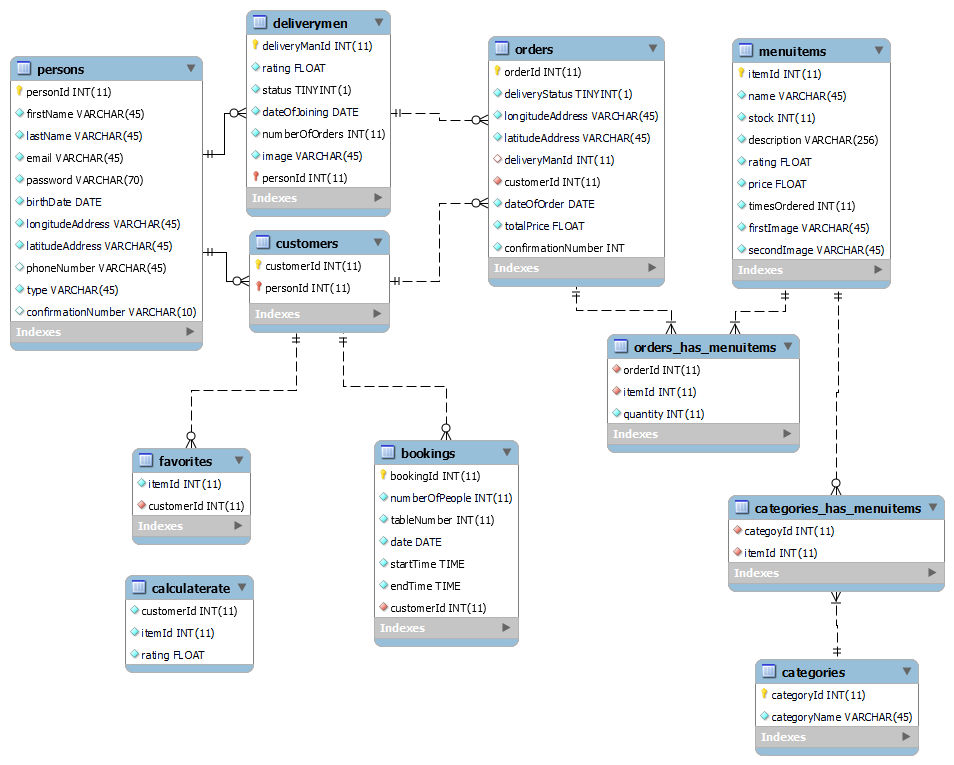 deliverymen
deliveryManId INT(11)
rating FLOAT
status TINYINT(1)
dateOfJoining DATE
numberOfOrders INT(11)
image VARCHAR(45)
personId INT(11)
Indexes
persons
personId INT(11)
firstName VARCHAR(45)
lastName VARCHAR(45)
email VARCHAR(45)
password VARCHAR(70)
birthDate DATE
longitudeAddress VARCHAR(45)
latitudeAddress VARCHAR(45)
phoneNumber VARCHAR(45)
type VARCHAR(45)
confirmationNumber VARCHAR(10)
Indexes
customers
customerId INT(11)
personId INT(11)
Indexes
orders
orderId INT(11)
deliveryStatus TINYINT(1)
longitudeAddress VARCHAR(45)
latitudeAddress VARCHAR(45)
deliveryManId INT(11)
customerId INT(11)
dateOfOrder DATE
totalPrice FLOAT
confirmationNumber INT
Indexes
menuitems
itemId INT(11)
name VARCHAR(45)
stock INT(11)
description VARCHAR(256)
rating FLOAT
price FLOAT
timesOrdered INT(11)
firstImage VARCHAR(45)
secondImage VARCHAR(45)
Indexes
orders_has_menuitems
orderId INT(11)
itemId INT(11)
quantity INT(11)
Indexes
favorites
itemId INT(11)
customerId INT(11)
Indexes
bookings
bookingId INT(11)
numberOfPeople INT(11)
tableNumber INT(11)
date DATE
startTime TIME
endTime TIME
customerId INT(11)
Indexes
calculaterate
customerId INT(11)
itemId INT(11)
rating FLOAT
categories_has_menuitems
categoyId INT(11)
itemId INT(11)
Indexes
categories
categoryId INT(11)
categoryName VARCHAR(45)
Indexes